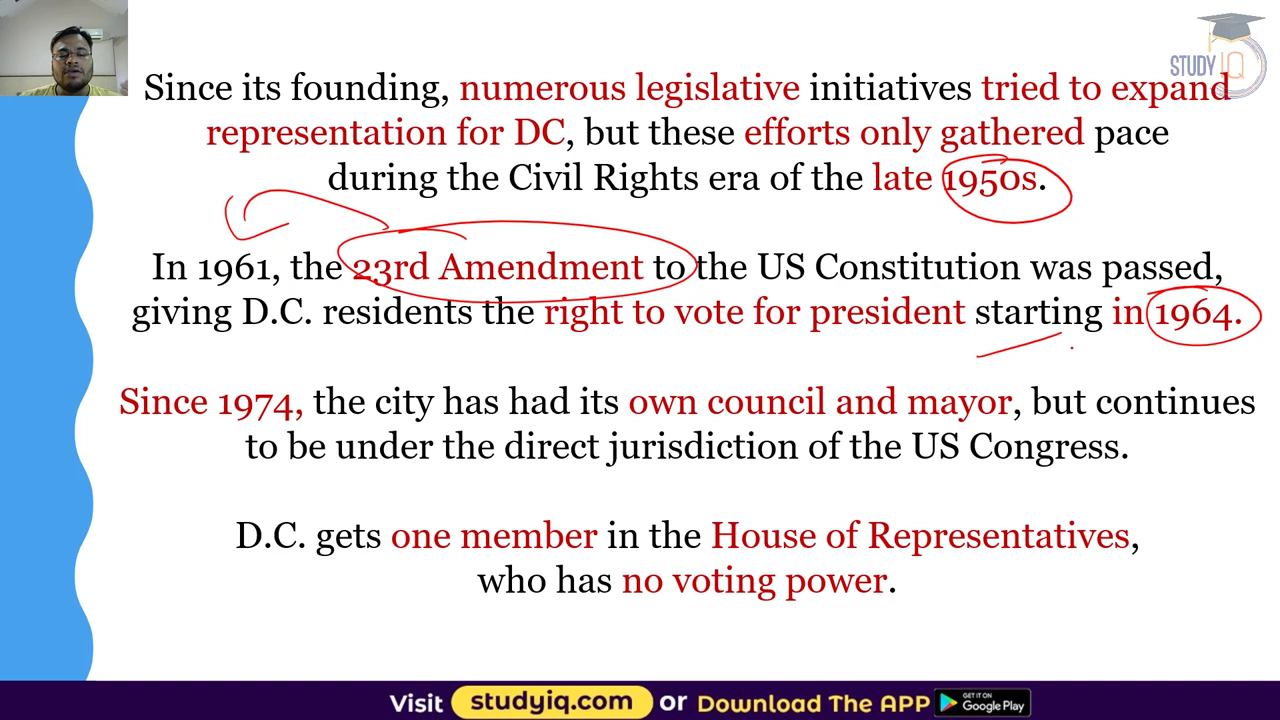 STUDY IQ
Since its founding, numerous legislative initiatives tried to expand
representation for DC, but these efforts only gathered pace
during the Civil Rights era of the late 1950s.
In 1961, the 23rd Amendment to the US Constitution was passed,
giving D.C. residents the right to vote for president starting in 1964.
Since 1974, the city has had its own council and mayor, but continues
to be under the direct jurisdiction of the US Congress.
D.C. gets one member in the House of Representatives,
who has no voting power.
Visit studyiq.com or Download The APP GET IT ON Google Play